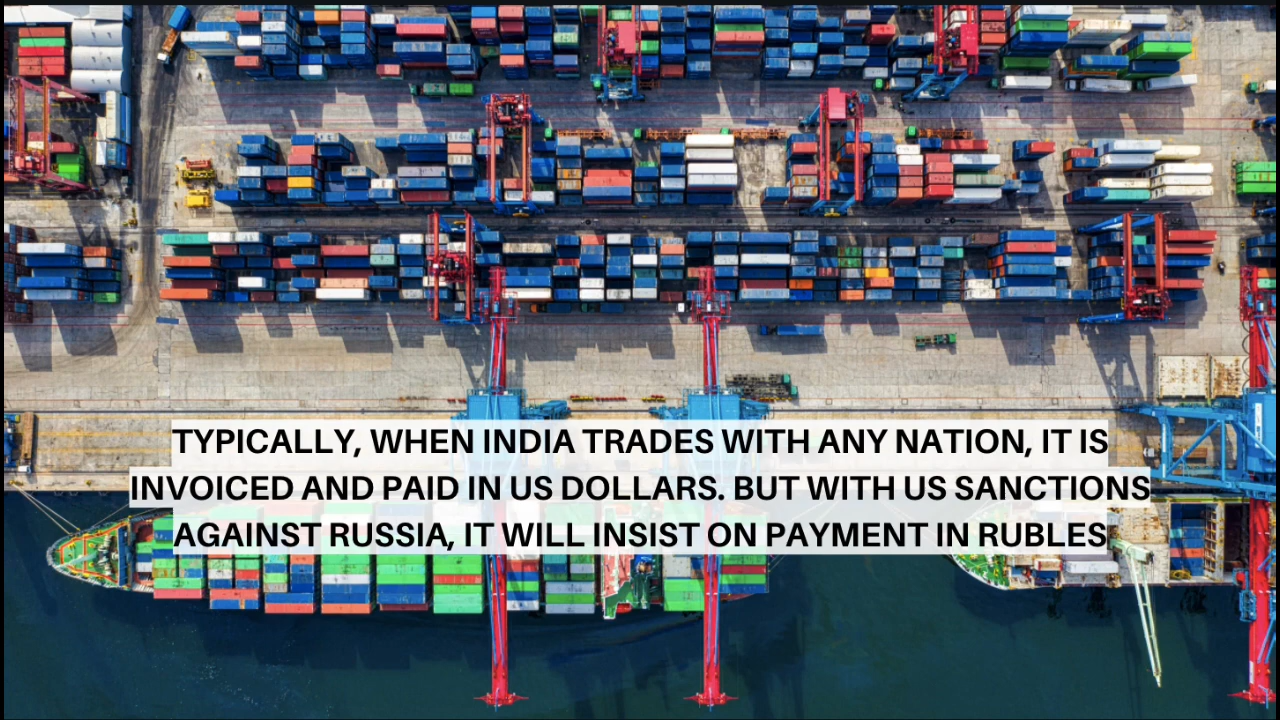 TYPICALLY, WHEN INDIA TRADES WITH ANY NATION, IT IS
INVOICED AND PAID IN US DOLLARS. BUT WITH US SANCTIONS
AGAINST RUSSIA, IT WILL INSIST ON PAYMENT IN RUBLES